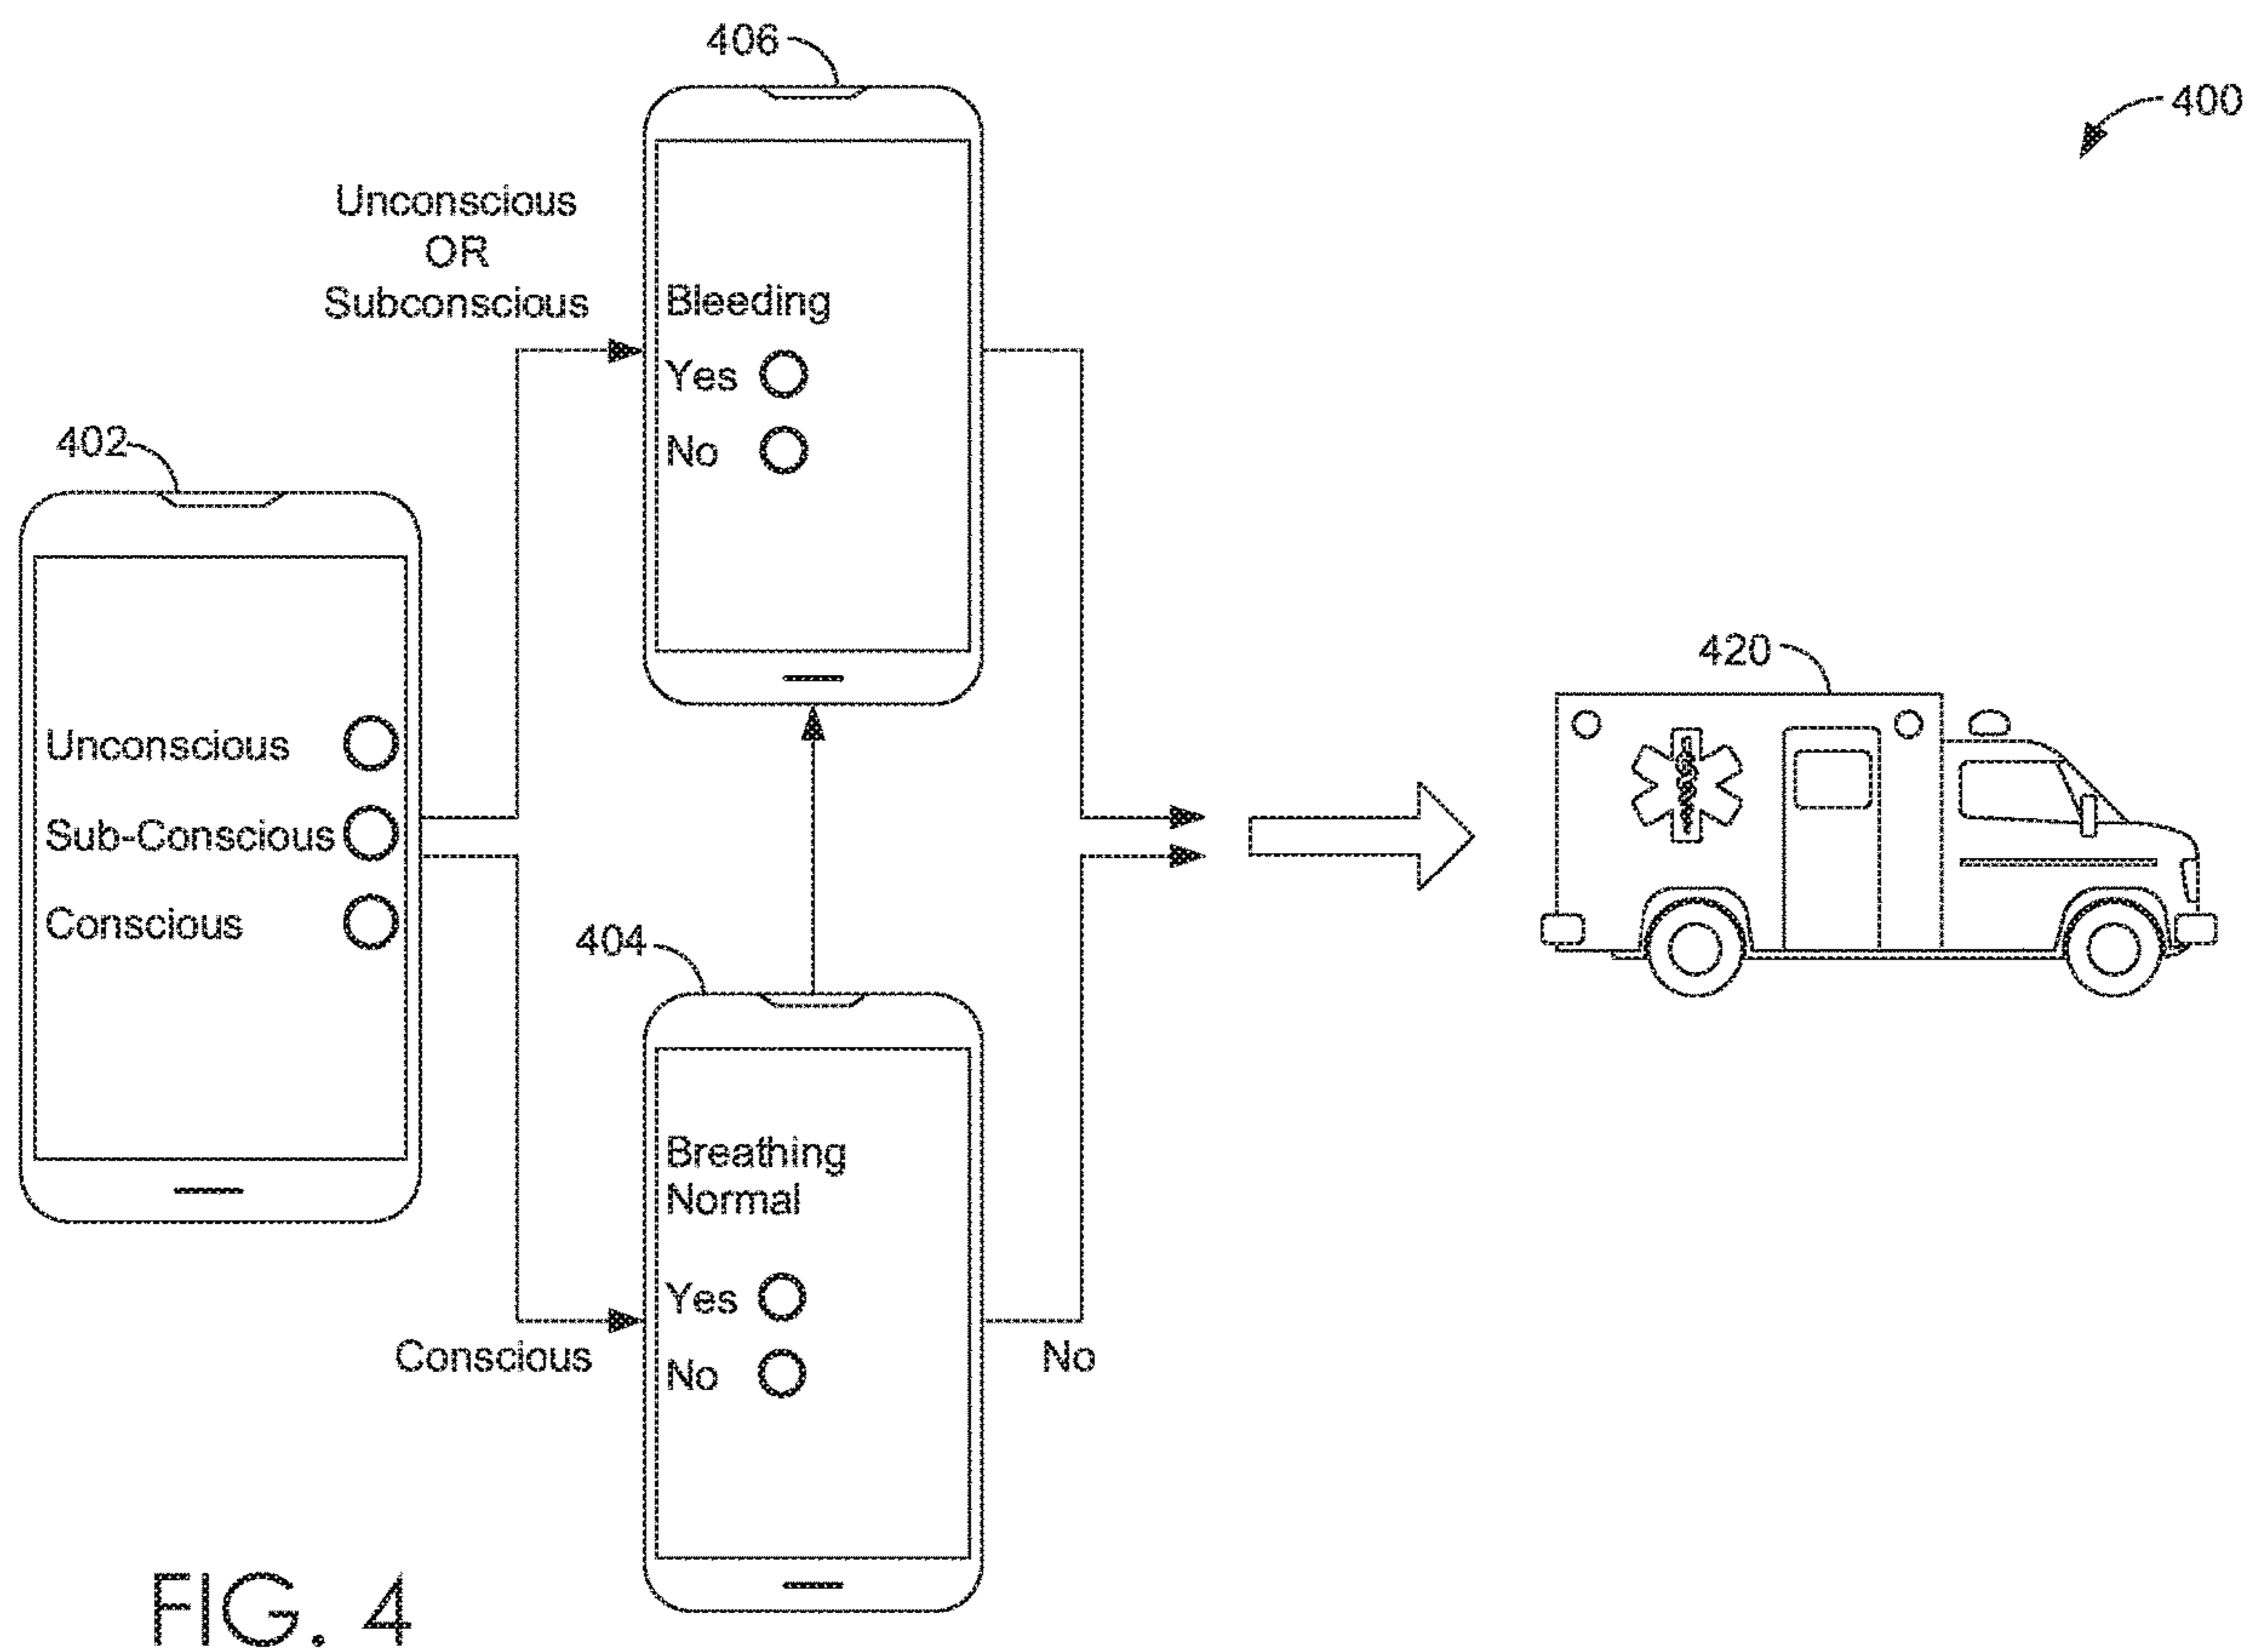 406
400
Unconscious
OR
Subconscious
Bleeding
Yes
No
402
Unconscious
Sub-Conscious
Conscious
420
404
Breathing
Normal
Yes
No
Conscious
No
FIG. 4